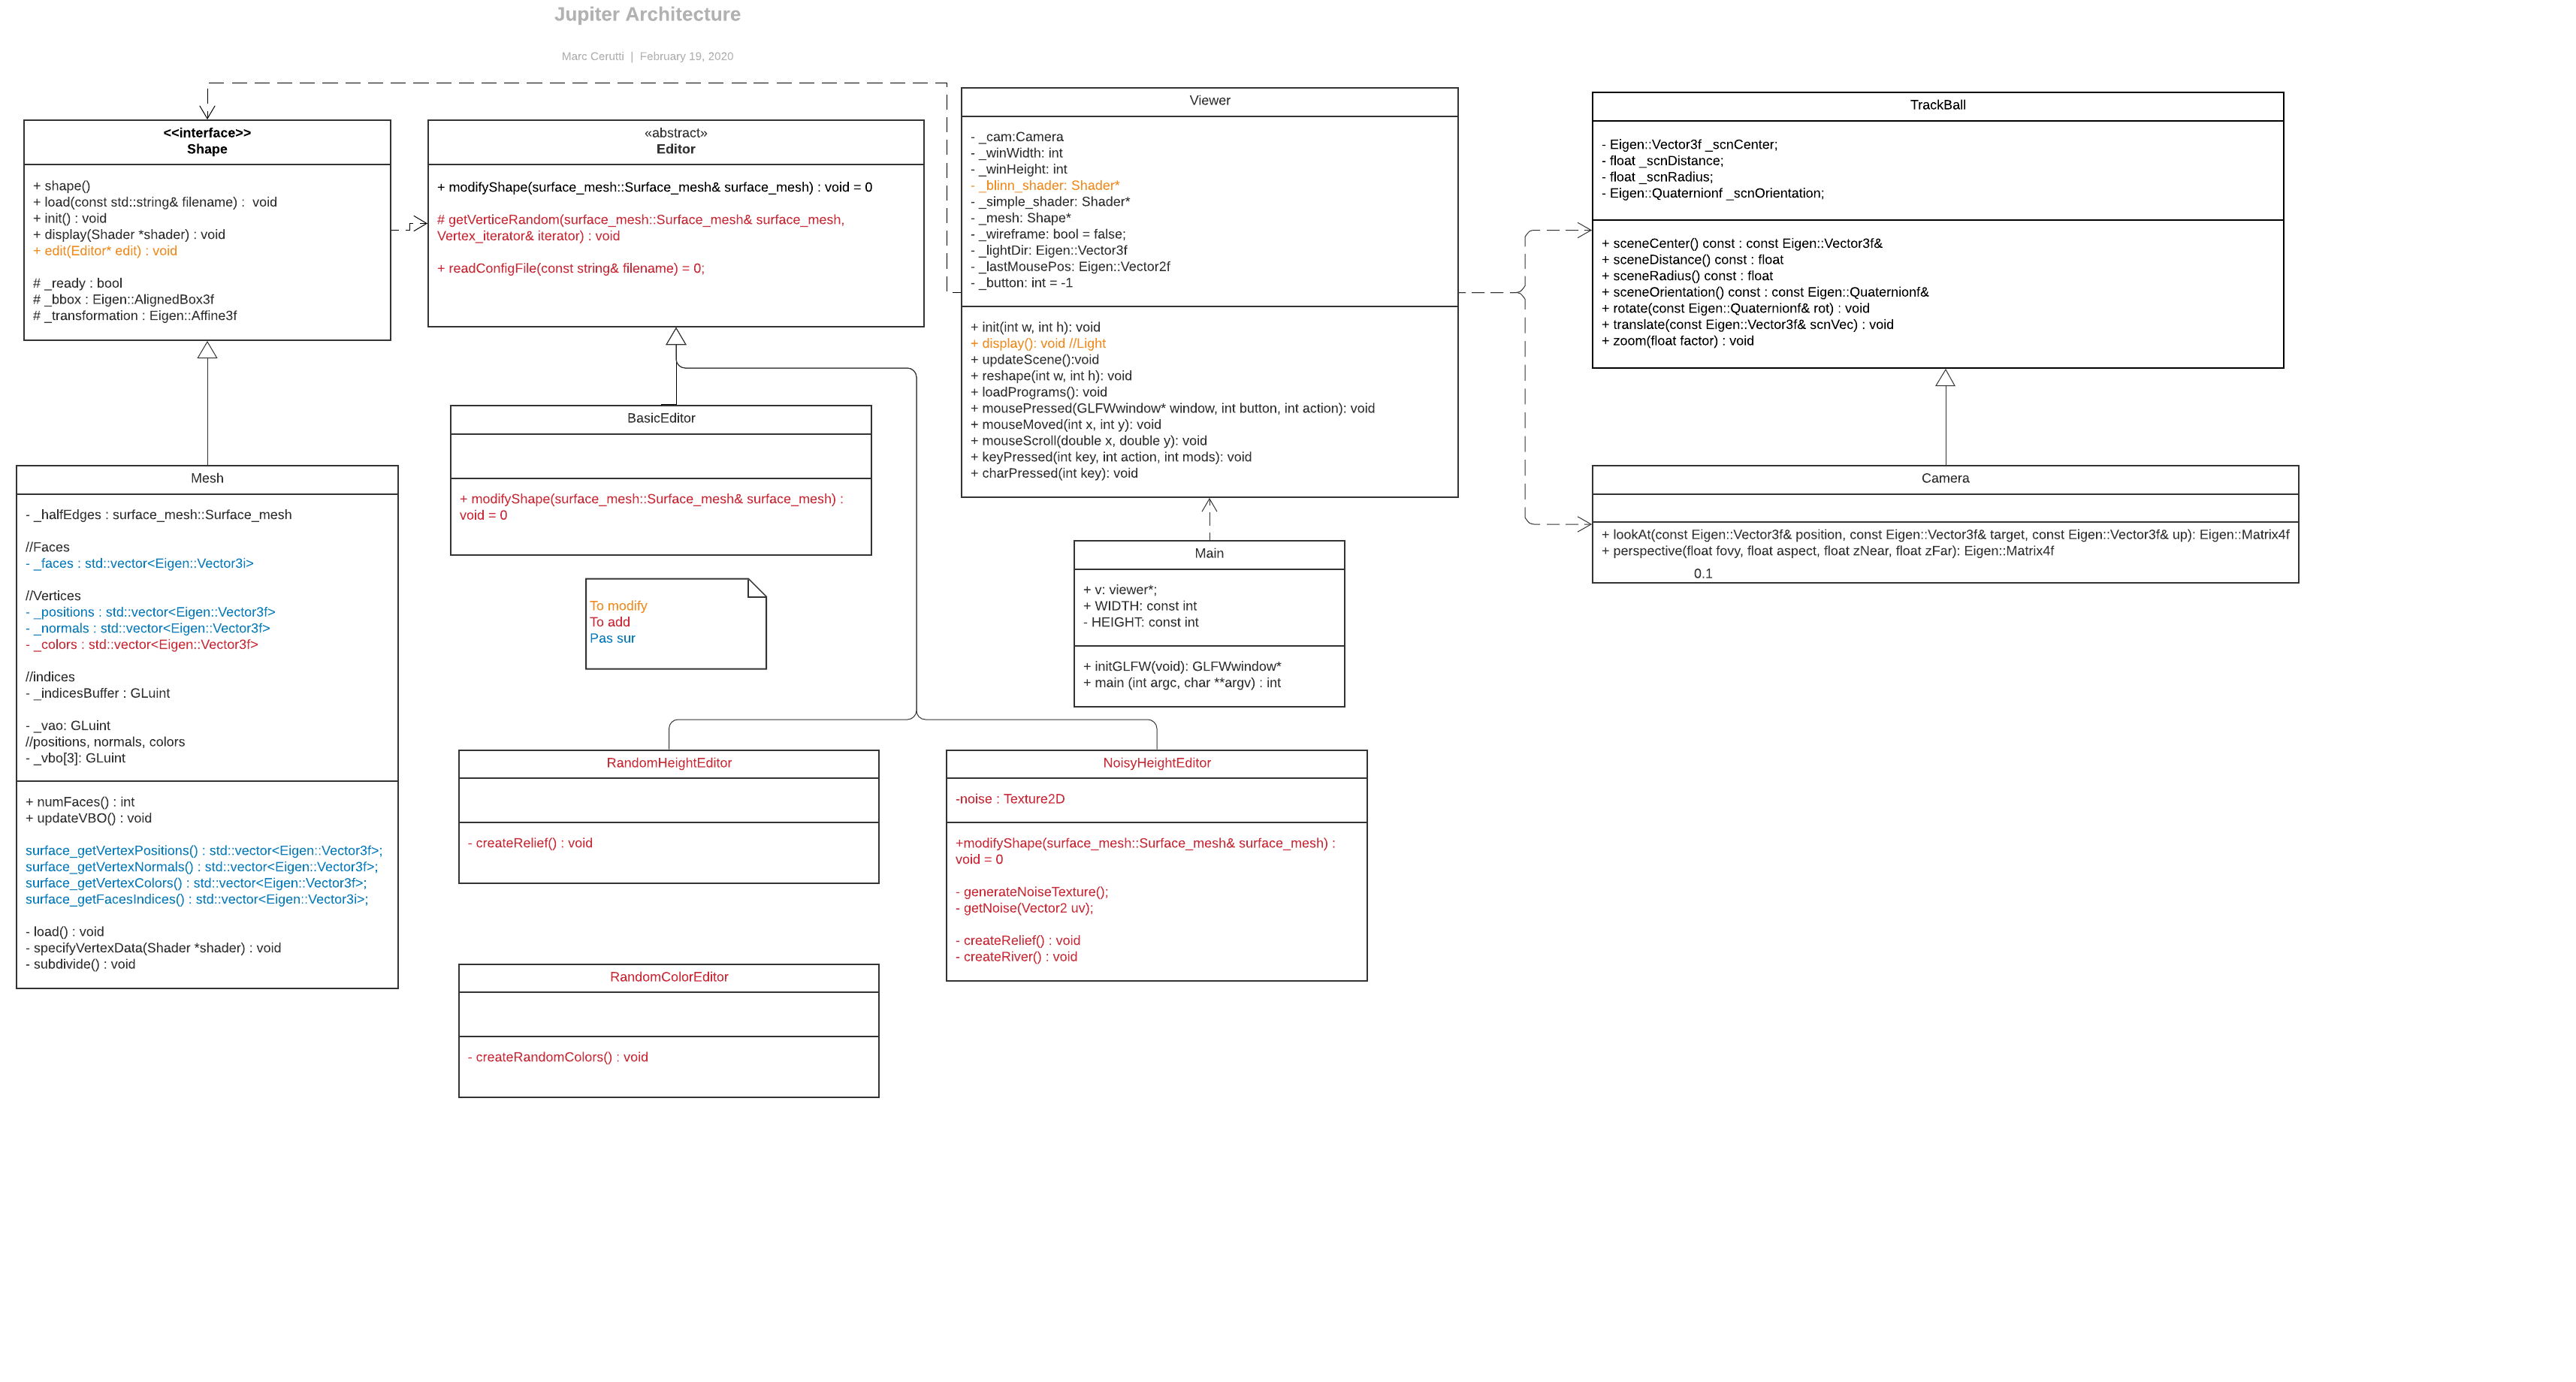 Jupiter Architecture
Marc Cerutti | February 19, 2020
<<interface>>
Shape
+ shape()
+ load(const std::string& filename) : void
+ init() : void
+ display(Shader *shader) : void
+ edit(Editor* edit) : void
# _ready : bool
# _bbox : Eigen::AlignedBox3f
# _transformation : Eigen::Affine3f
«abstract»
Editor
+ modifyShape(surface_mesh::Surface_mesh& surface_mesh) : void = 0
# getVerticeRandom(surface_mesh::Surface_mesh& surface_mesh,
Vertex_iterator& iterator) : void
+ readConfigFile(const string& filename) = 0;
Viewer
- _cam:Camera
- _winWidth: int
- _winHeight: int
- _blinn_shader: Shader*
- _simple_shader: Shader*
- _mesh: Shape*
- _wireframe: bool = false;
- _lightDir: Eigen::Vector3f
- _lastMousePos: Eigen::Vector2f
- _button: int = -1
+ init(int w, int h): void
+ display(): void //Light
+ updateScene():void
+ reshape(int w, int h): void
+ loadPrograms(): void
+ mousePressed(GLFWwindow* window, int button, int action): void
+ mouseMoved(int x, int y): void
+ mouseScroll(double x, double y): void
+ keyPressed(int key, int action, int mods): void
+ charPressed(int key): void
TrackBall
- Eigen::Vector3f _scnCenter;
- float _scnDistance;
- float _scnRadius;
- Eigen::Quaternionf _scnOrientation;
+ sceneCenter() const : const Eigen::Vector3f&
+ sceneDistance() const : float
+ sceneRadius() const : float
+ sceneOrientation() const : const Eigen::Quaternionf&
+ rotate(const Eigen::Quaternionf& rot) : void
+ translate(const Eigen::Vector3f& scnVec) : void
+ zoom(float factor) : void
BasicEditor
+ modifyShape(surface_mesh::Surface_mesh& surface_mesh) :
void = 0
Mesh
- _halfEdges : surface_mesh::Surface_mesh
//Faces
- _faces : std::vector<Eigen::Vector3i>
//Vertices
- _positions : std::vector<Eigen::Vector3f>
- _normals : std::vector<Eigen::Vector3f>
- _colors : std::vector<Eigen::Vector3f>
//indices
- _indicesBuffer : GLuint
- _vao: GLuint
//positions, normals, colors
- _vbo[3]: GLuint
+ numFaces() : int
+ updateVBO() : void
surface_getVertexPositions() : std::vector<Eigen::Vector3f>;
surface_getVertexNormals() : std::vector<Eigen::Vector3f>;
surface_getVertexColors() : std::vector<Eigen::Vector3f>;
surface_getFacesIndices() : std::vector<Eigen::Vector3i>;
- load() : void
- specifyVertexData(Shader *shader) : void
- subdivide() : void
Camera
+ lookAt(const Eigen::Vector3f& position, const Eigen::Vector3f& target, const Eigen::Vector3f& up): Eigen::Matrix4f
+ perspective(float fovy, float aspect, float zNear, float zFar): Eigen::Matrix4f
0.1
Main
+ v: viewer*;
+ WIDTH: const int
- HEIGHT: const int
+ initGLFW(void): GLFWwindow*
+ main (int argc, char **argv) : int
To modify
To add
Pas sur
RandomHeightEditor
- createRelief() : void
NoisyHeightEditor
-noise : Texture2D
+modifyShape(surface_mesh::Surface_mesh& surface_mesh) :
void = 0
- generateNoiseTexture();
- getNoise(Vector2 uv);
- createRelief() : void
- createRiver() : void
RandomColorEditor
- createRandomColors() : void